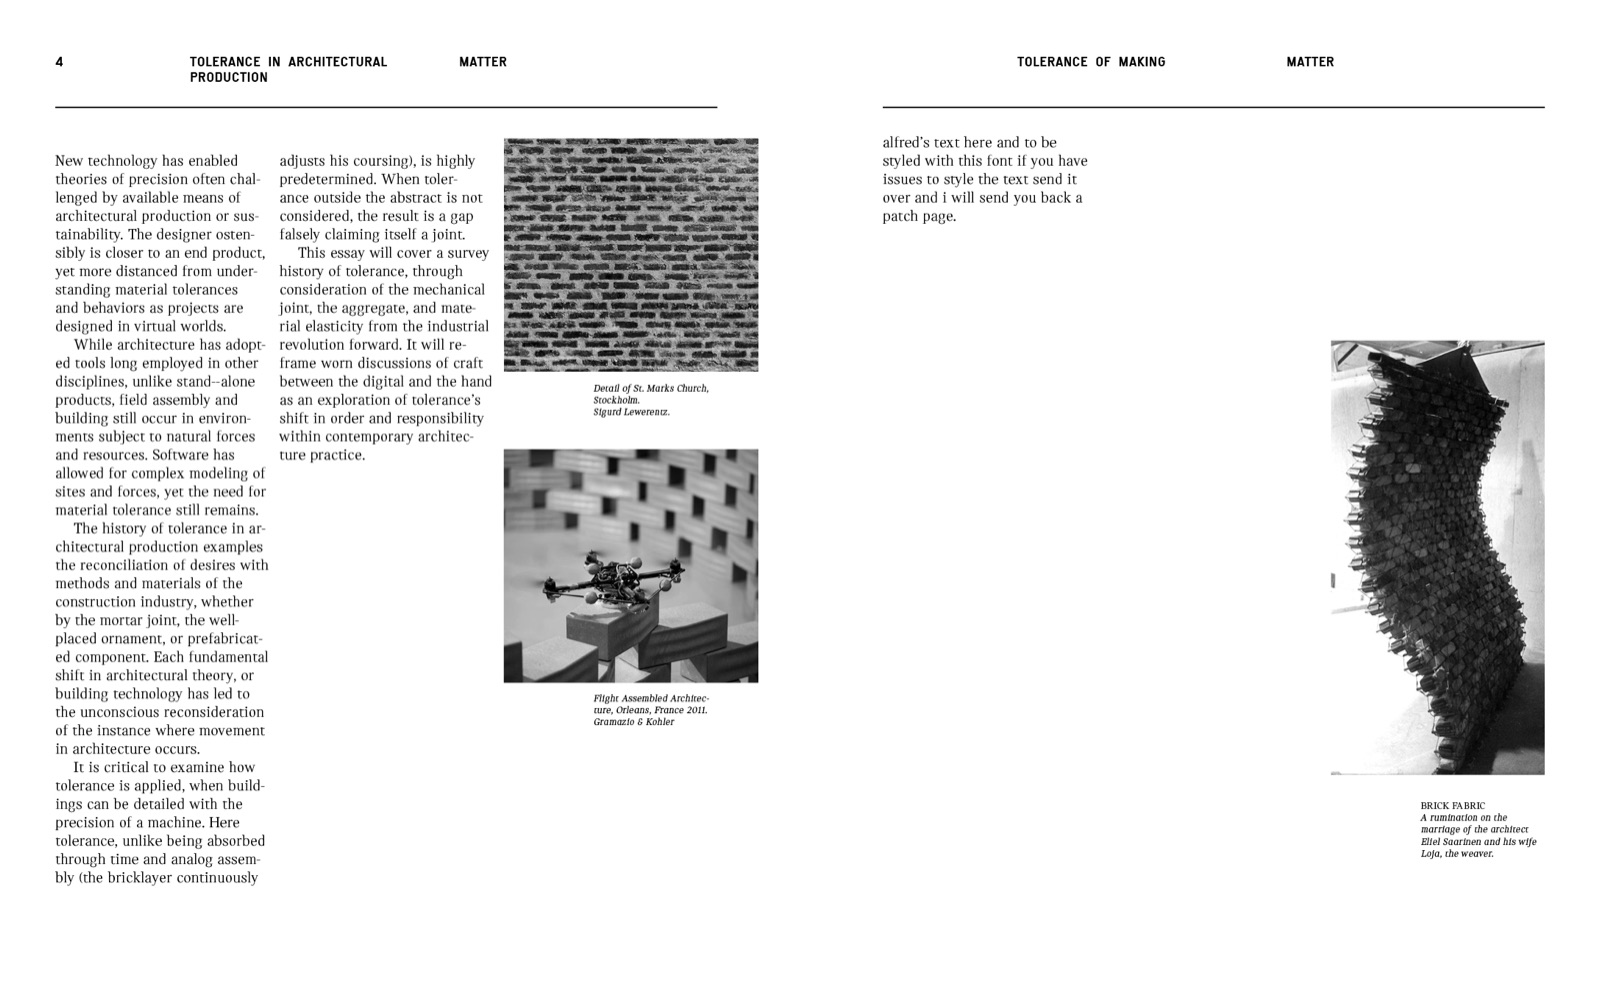 4
TOLERANCE IN ARCHITECTURAL
PRODUCTION
MATTER
New technology has enabled
theories of precision often chal-
lenged by available means of
architectural production or sus-
tainability. The designer osten-
sibly is closer to an end product,
yet more distanced from under-
standing material tolerances
and behaviors as projects are
designed in virtual worlds.
While architecture has adopt-
ed tools long employed in other
disciplines, unlike stand--alone
products, field assembly and
building still occur in environ-
ments subject to natural forces
and resources. Software has
allowed for complex modeling of
sites and forces, yet the need for
material tolerance still remains.
The history of tolerance in ar-
chitectural production examples
the reconciliation of desires with
methods and materials of the
construction industry, whether
by the mortar joint, the well-
placed ornament, or prefabricat-
ed component. Each fundamental
shift in architectural theory, or
building technology has led to
the unconscious reconsideration
of the instance where movement
in architecture occurs.
It is critical to examine how
tolerance is applied, when build-
ings can be detailed with the
precision of a machine. Here
tolerance, unlike being absorbed
through time and analog assem-
bly (the bricklayer continuously
adjusts his coursing), is highly
predetermined. When toler-
ance outside the abstract is not
considered, the result is a gap
falsely claiming itself a joint.
This essay will cover a survey
history of tolerance, through
consideration of the mechanical
joint, the aggregate, and mate-
rial elasticity from the industrial
revolution forward. It will re-
frame worn discussions of craft
between the digital and the hand
as an exploration of tolerance's
shift in order and responsibility
within contemporary architec-
ture practice.
Detail of St. Marks Church,
Stockholm.
Sigurd Lewerentz.
Flight Assembled Architec-
ture, Orleans, France 2011.
Gramazio & Kohler
TOLERANCE OF MAKING
MATTER
alfred's text here and to be
styled with this font if you have
issues to style the text send it
over and i will send you back a
patch page.
BRICK FABRIC
A rumination on the
marriage of the architect
Eliel Saarinen and his wife
Loja, the weaver.